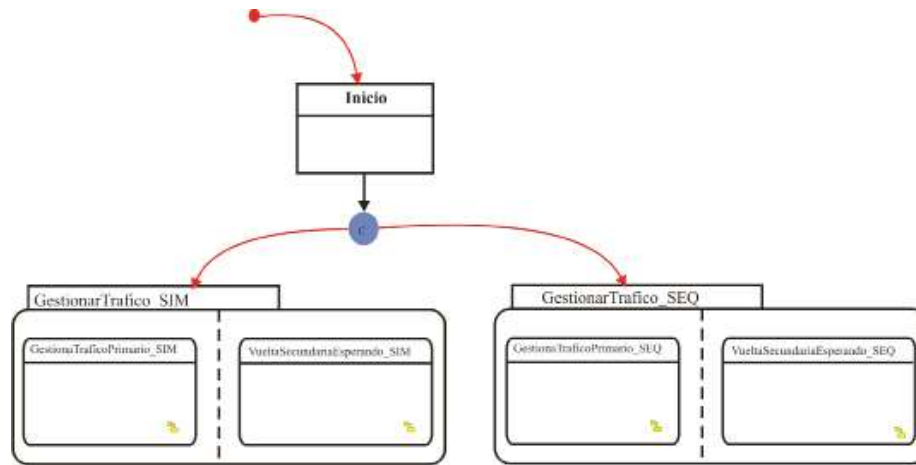 Inicio
C
GestionarTrafico_SIM
GestionarTrafico_SEQ
GestionaTraficoPrimario_SIM
VueltaSecundariaEsperando_SIM
GestionaTraficoPrimario_SEQ
VueltaSecundariaEsperando_SEQ